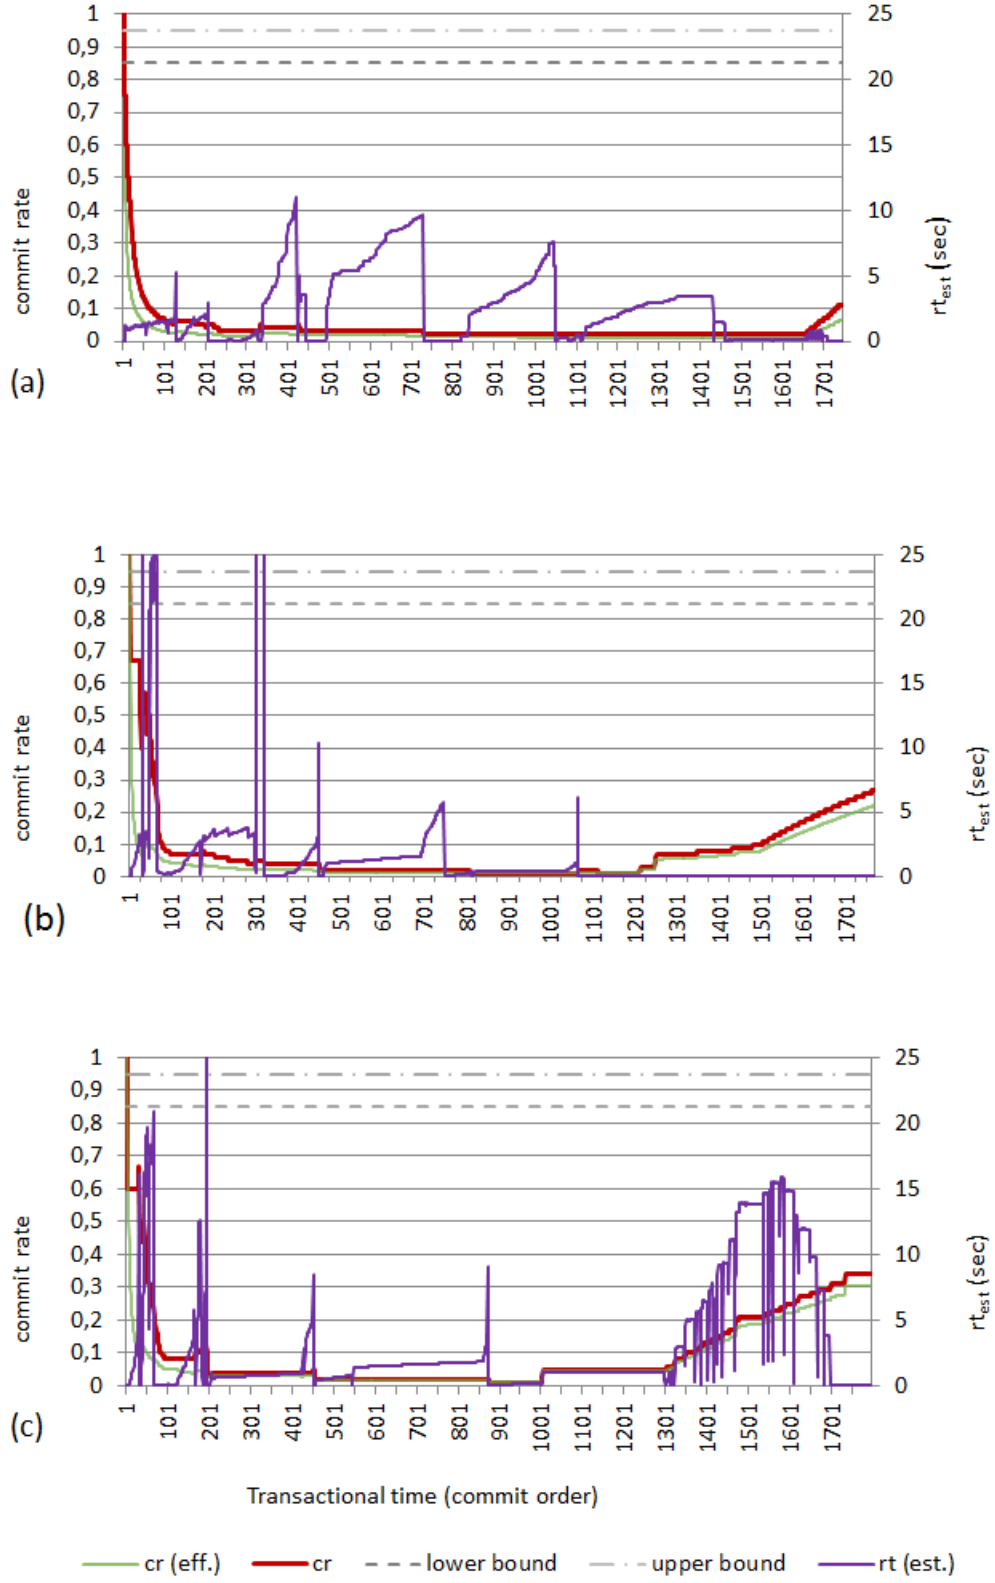 1 25
0,9
0,8 20
0,7
0,6 15
0,5
0,4 10
0,3
0,2 5
0,1
0 0
commit rate
rt_est (sec)
1 101 201 301 401 501 601 701 801 901 1001 1101 1201 1301 1401 1501 1601 1701
(a)
1 25
0,9
0,8 20
0,7
0,6 15
0,5
0,4 10
0,3
0,2 5
0,1
0 0
commit rate
rt_est (sec)
1 101 201 301 401 501 601 701 801 901 1001 1101 1201 1301 1401 1501 1601 1701
(b)
1 25
0,9
0,8 20
0,7
0,6 15
0,5
0,4 10
0,3
0,2 5
0,1
0 0
commit rate
rt_est (sec)
1 101 201 301 401 501 601 701 801 901 1001 1101 1201 1301 1401 1501 1601 1701
(c)
Transactional time (commit order)
cr (eff.) cr lower bound upper bound rt (est.)